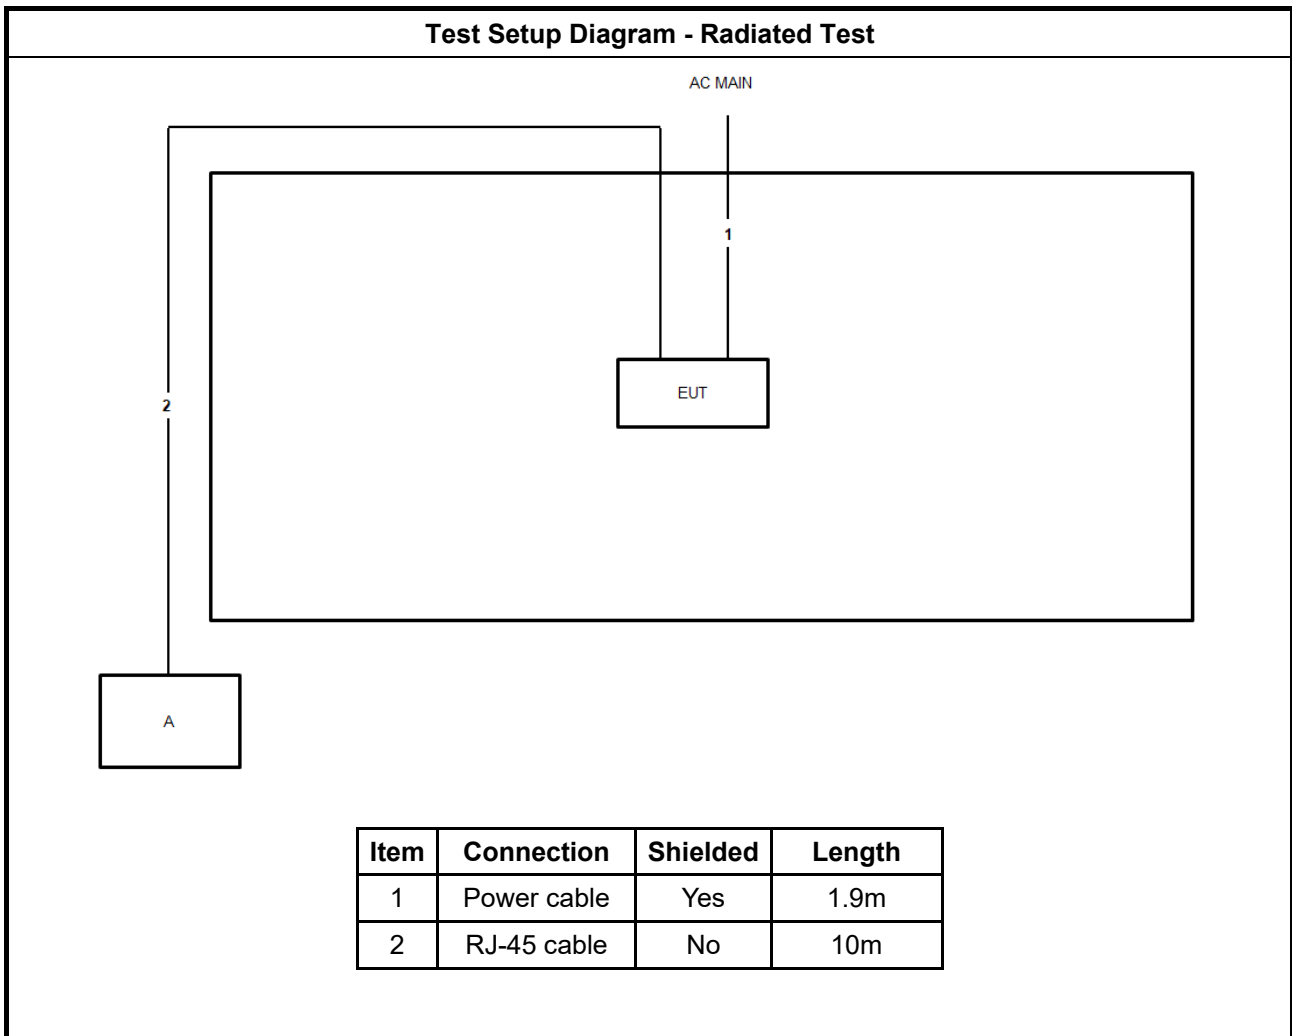 Test Setup Diagram - Radiated Test
AC MAIN
1
EUT
2
A
Item Connection Shielded Length
1 Power cable Yes 1.9m
2 RJ-45 cable No 10m